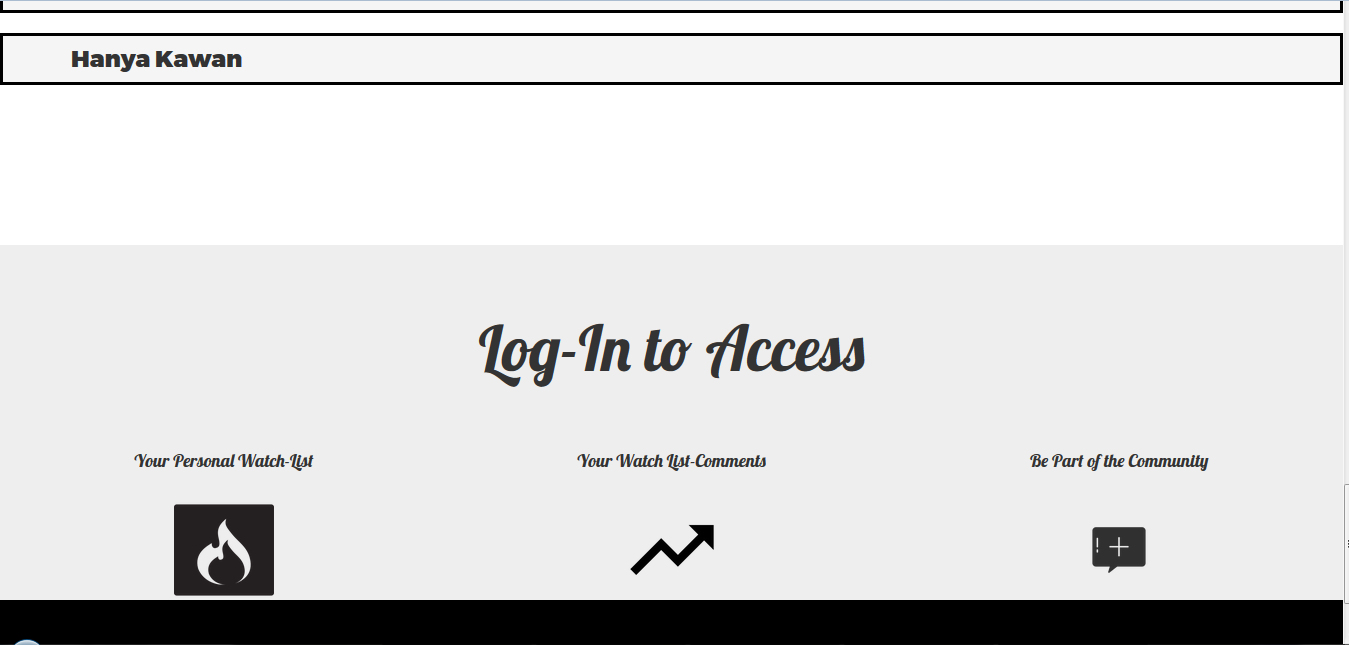 Hanya Kawan
Log-In to Access
Your Personal Watch-List
Your Watch List-Comments
Be Part of the Community